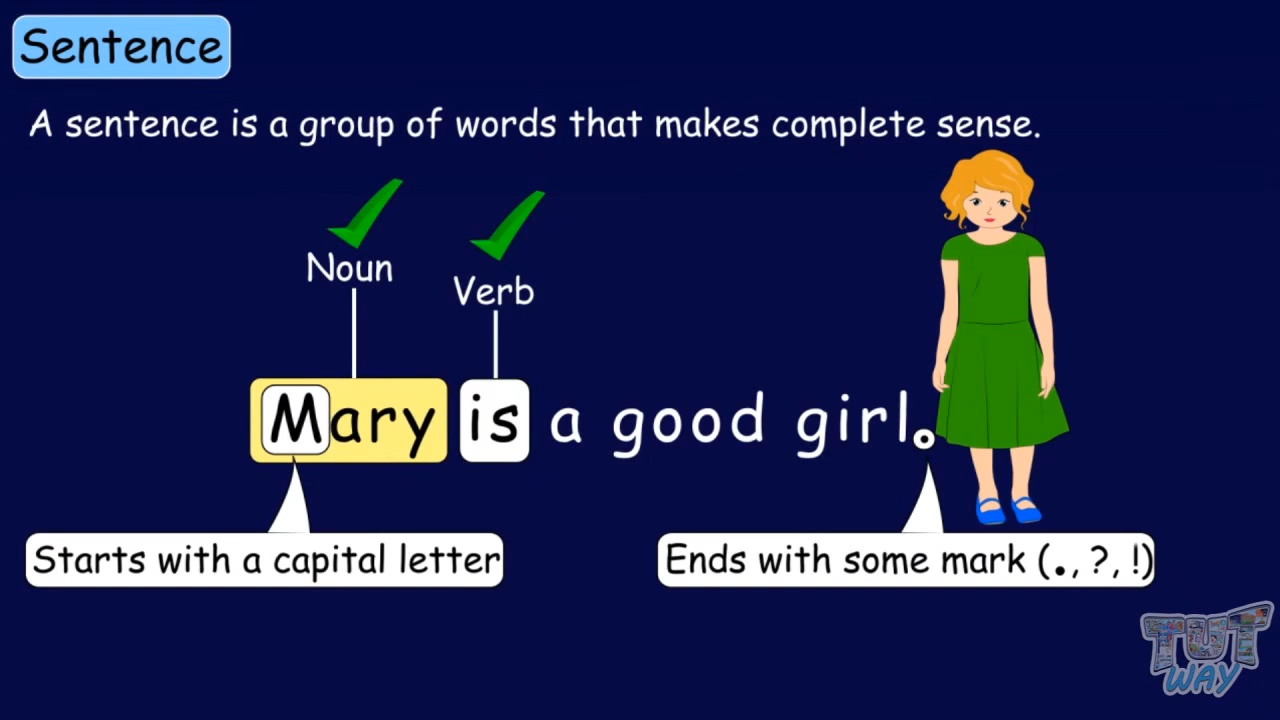 Sentence
A sentence is a group of words that makes complete sense.
Noun
Verb
Mary is a good girl.
Starts with a capital letter
Ends with some mark (., ?, !)
TUT
WAY